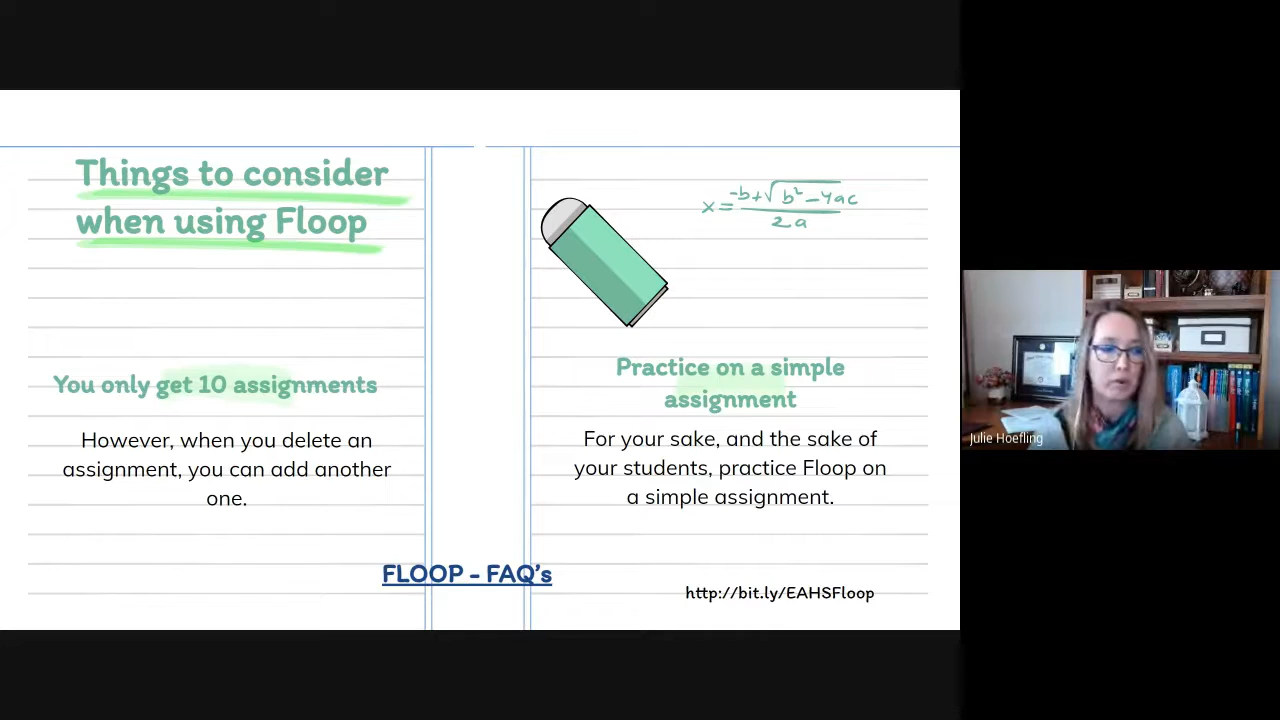 Things to consider
when using Floop
x = -b+√b²-4ac
2a
You only get 10 assignments
However, when you delete an
assignment, you can add another
one.
Practice on a simple
assignment
For your sake, and the sake of
your students, practice Floop on
a simple assignment.
FLOOP - FAQ's
http://bit.ly/EAHSFloop
Julie Hoefling